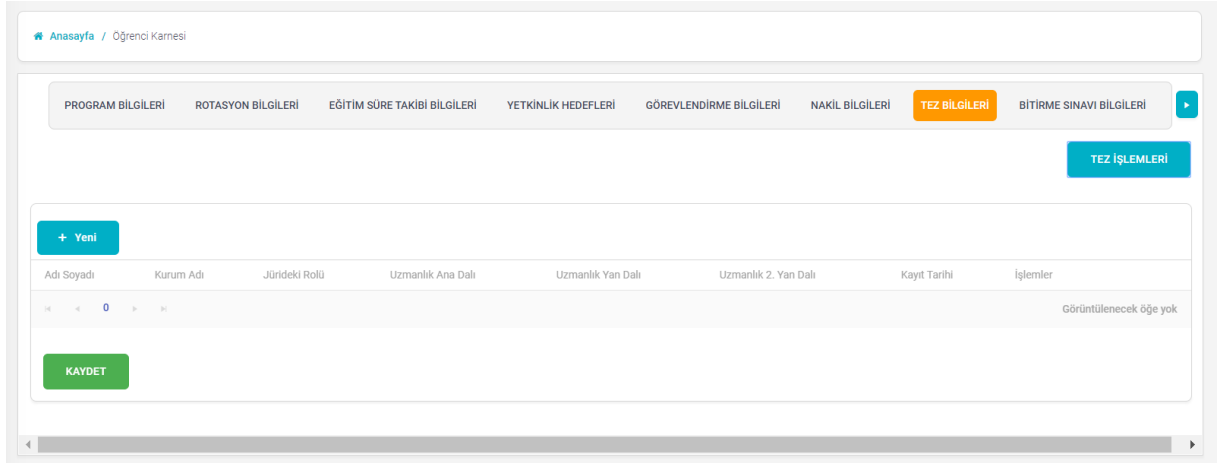 Anasayfa / Öğrenci Karnesi
PROGRAM BİLGİLERİ ROTASYON BİLGİLERİ EĞİTİM SÜRE TAKİBİ BİLGİLERİ YETKİNLİK HEDEFLERİ GÖREVLENDİRME BİLGİLERİ NAKİL BİLGİLERİ TEZ BİLGİLERİ BİTİRME SINAVI BİLGİLERİ
TEZ İŞLEMLERİ
+ Yeni
Adı Soyadı Kurum Adı Jürideki Rolü Uzmanlık Ana Dalı Uzmanlık Yan Dalı Uzmanlık 2. Yan Dalı Kayıt Tarihi İşlemler
0 Görüntülenecek öğe yok
KAYDET